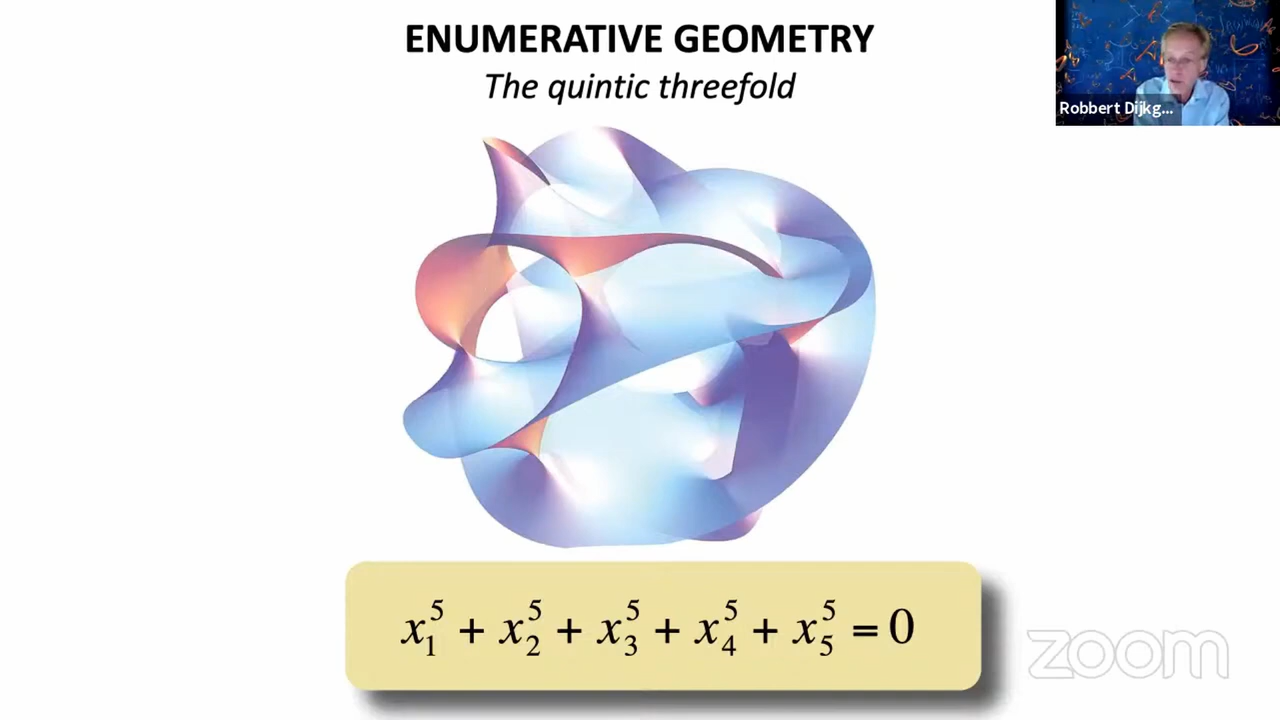 ENUMERATIVE GEOMETRY
The quintic threefold
Robbert Dijkg...
x₁⁵ + x₂⁵ + x₃⁵ + x₄⁵ + x₅⁵ = 0
zoom